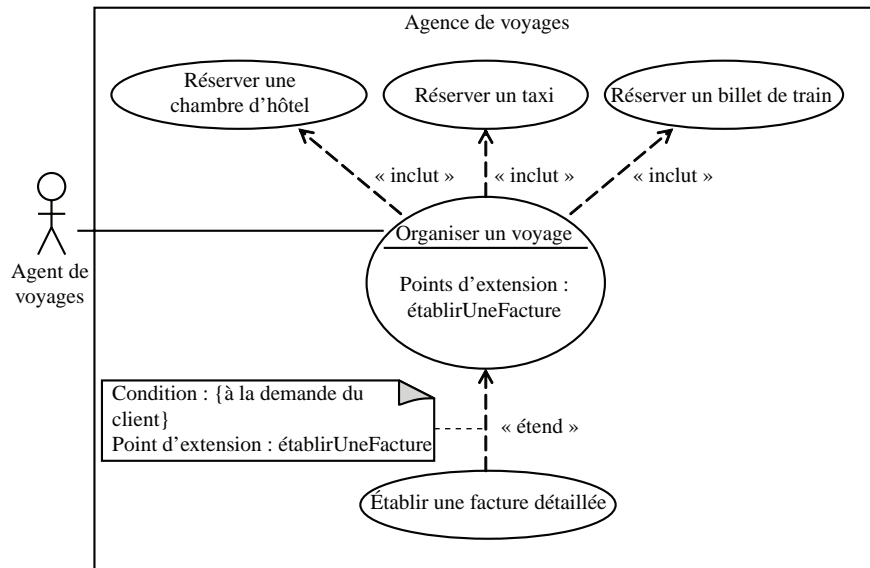 Agence de voyages
Réserver une
chambre d’hôtel
Réserver un taxi
Réserver un billet de train
« inclut »
« inclut »
« inclut »
Agent de
voyages
Organiser un voyage
Points d’extension :
établirUneFacture
Condition : {à la demande du
client}
Point d’extension : établirUneFacture
« étend »
Établir une facture détaillée